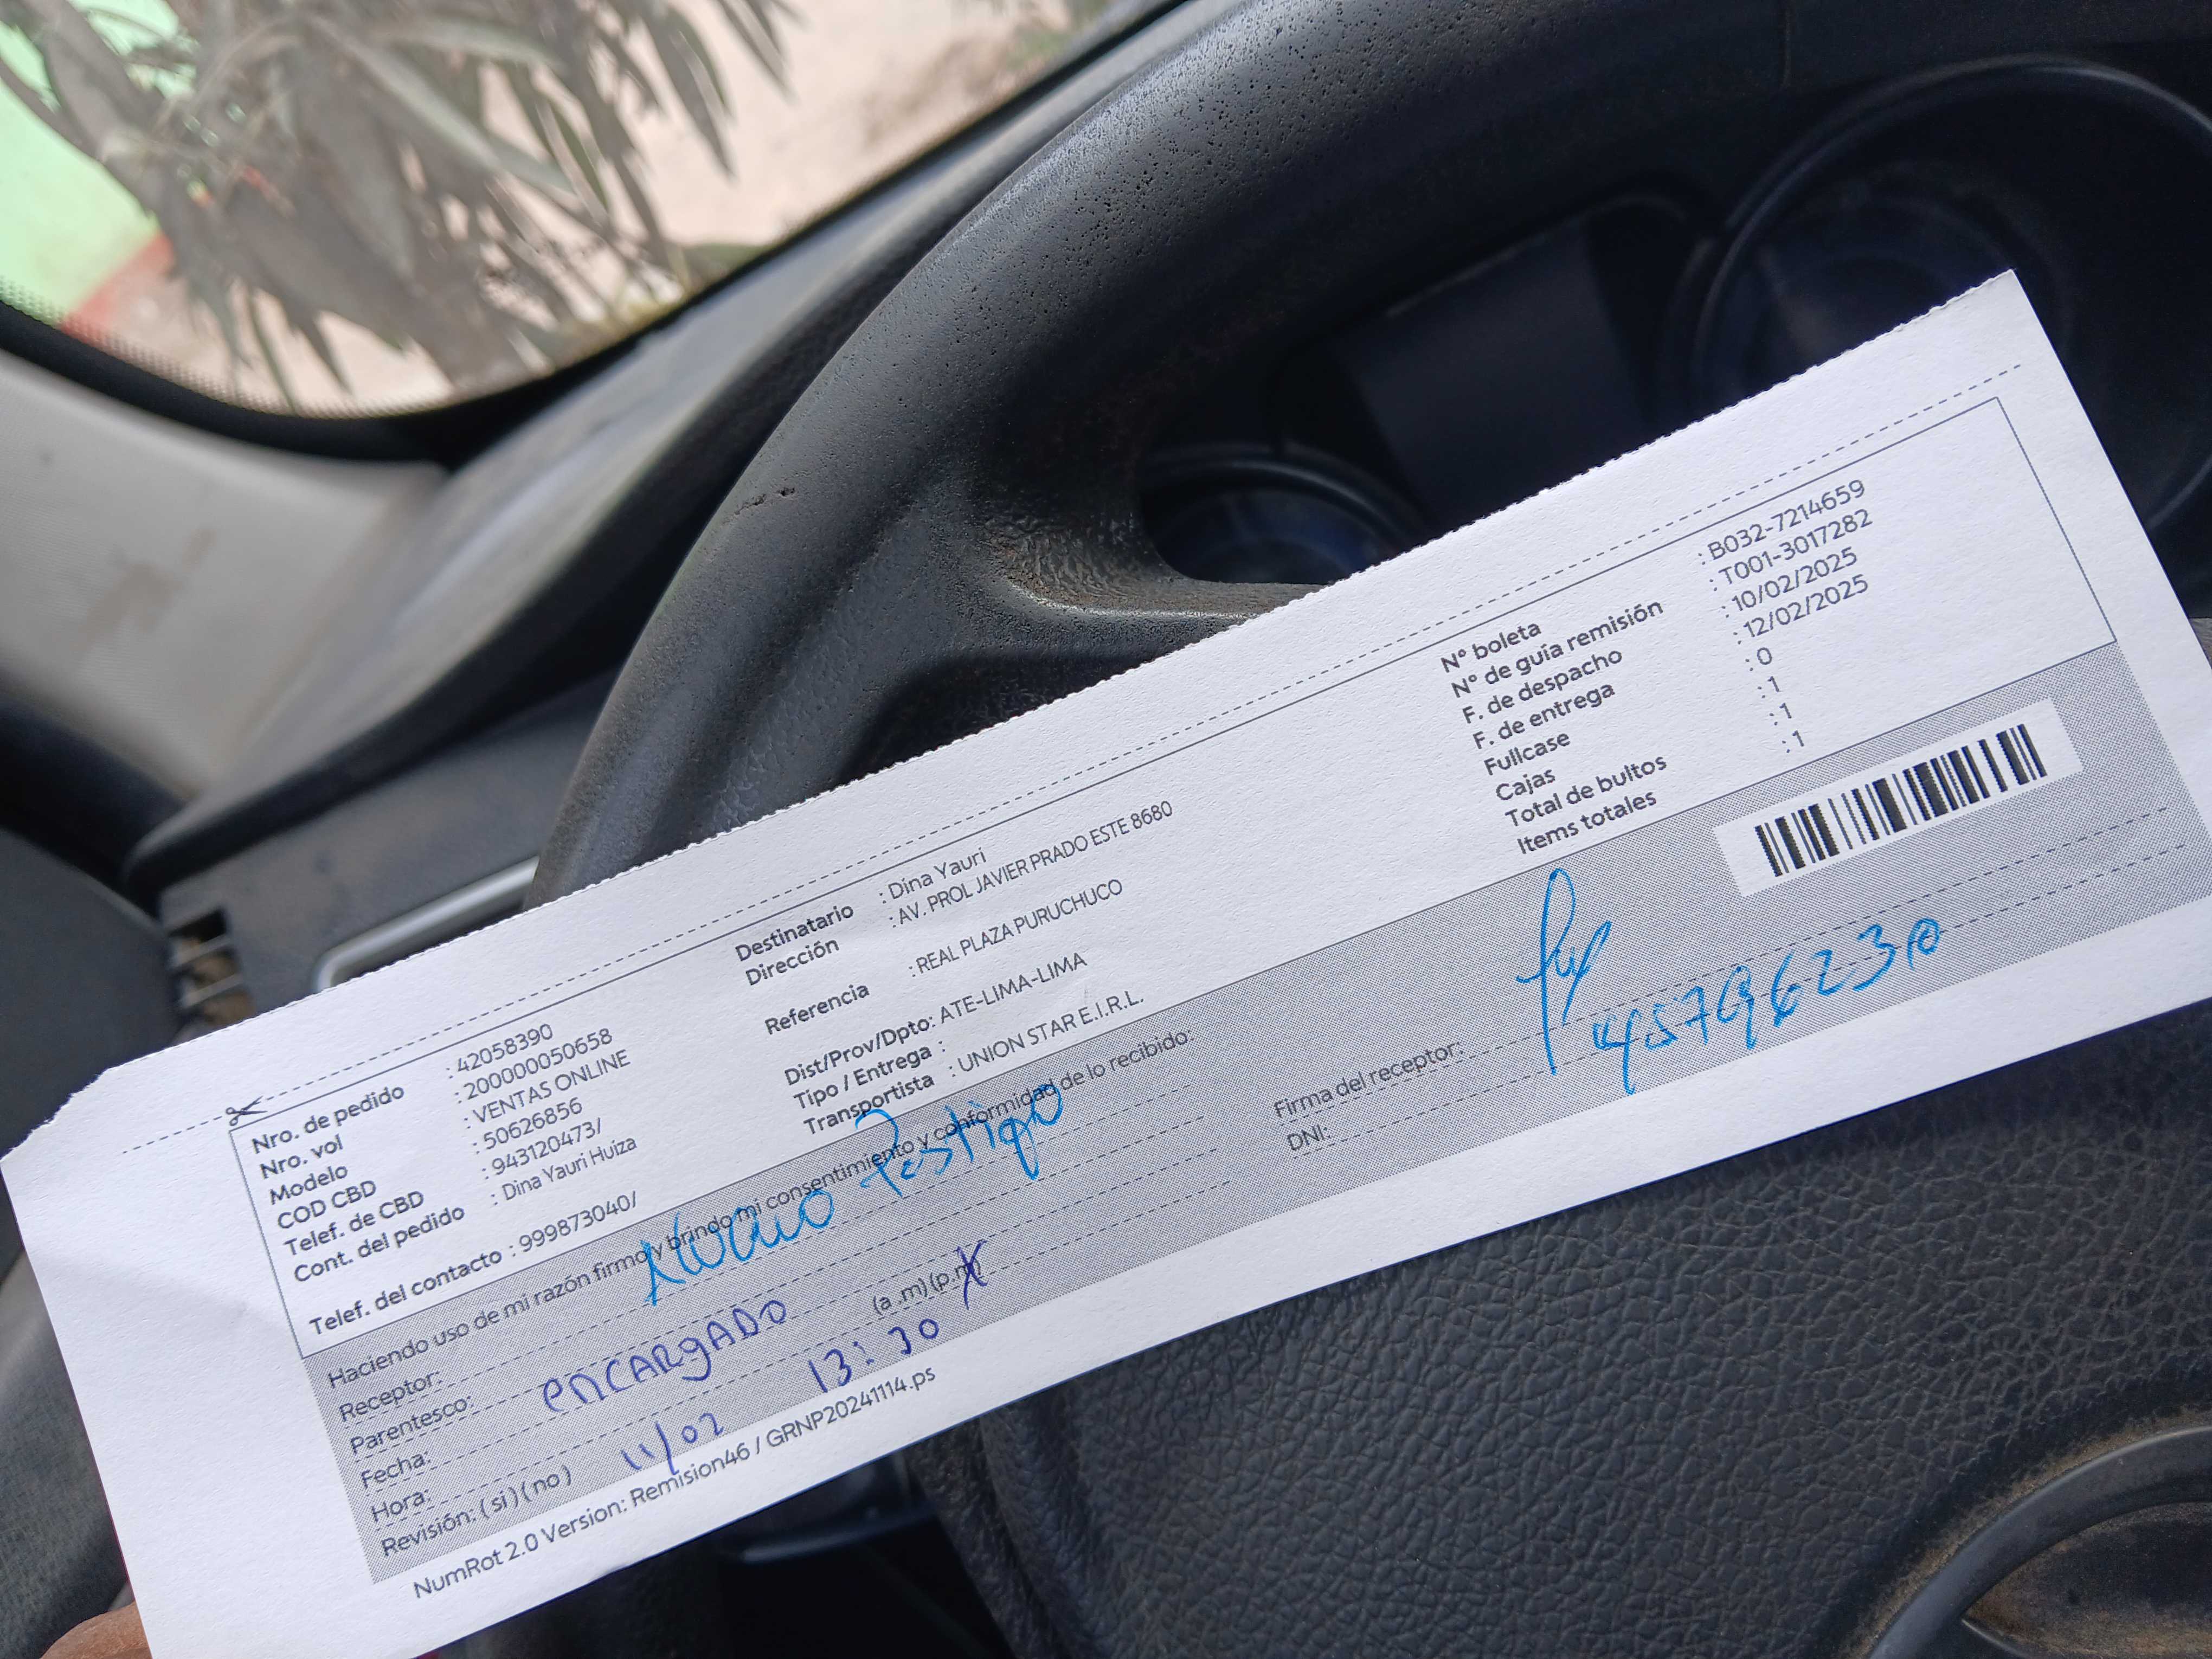 Nro. de pedido : 42058390
Nro. vol : 200000050658
Modelo : VENTAS ONLINE
COD CBD : 50626856
Telef. de CBD : 943120473/
Cont. del pedido : Dina Yauri Huiza
Telef. del contacto : 999873040/
Destinatario : Dina Yauri
Dirección : AV. PROL JAVIER PRADO ESTE 8680
Referencia : REAL PLAZA PURUCHUCO
Dist/Prov/Dpto: ATE-LIMA-LIMA
Tipo / Entrega :
Transportista : UNION STAR E.I.R.L.
N° boleta : B032-7214659
N° de guía remisión : T001-3017282
F. de despacho : 10/02/2025
F. de entrega : 12/02/2025
Fullcase : 0
Cajas : 1
Total de bultos : 1
Items totales : 1
Haciendo uso de mi razón firmo y brindo mi consentimiento y conformidad de lo recibido:
Receptor:
Parentesco: encargado
Fecha: 11/02
Hora: 13:30 (a .m) (p.m)
Revisión: ( si ) ( no )
Firma del receptor:
DNI:
NumRot 2.0 Version: Remision46 / GRNP20241114.ps